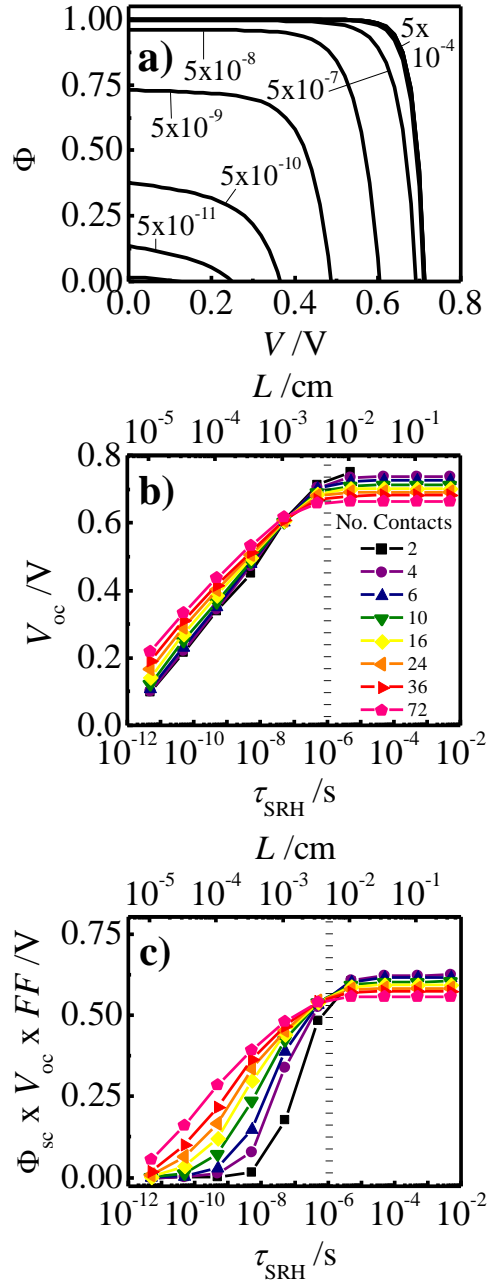 a)
1.00
0.75
0.50
0.25
0.00
Φ
5x
10⁻⁴
5x10⁻⁷
5x10⁻⁸
5x10⁻⁹
5x10⁻¹⁰
5x10⁻¹¹
0.0 0.2 0.4 0.6 0.8
V /V
L /cm
10⁻⁵ 10⁻⁴ 10⁻³ 10⁻² 10⁻¹
b)
0.8
0.6
0.4
0.2
0.0
V_oc /V
No. Contacts
2
4
6
10
16
24
36
72
10⁻¹² 10⁻¹⁰ 10⁻⁸ 10⁻⁶ 10⁻⁴ 10⁻²
τ_SRH /s
L /cm
10⁻⁵ 10⁻⁴ 10⁻³ 10⁻² 10⁻¹
c)
0.75
0.50
0.25
0.00
Φ_sc x V_oc x FF /V
10⁻¹² 10⁻¹⁰ 10⁻⁸ 10⁻⁶ 10⁻⁴ 10⁻²
τ_SRH /s